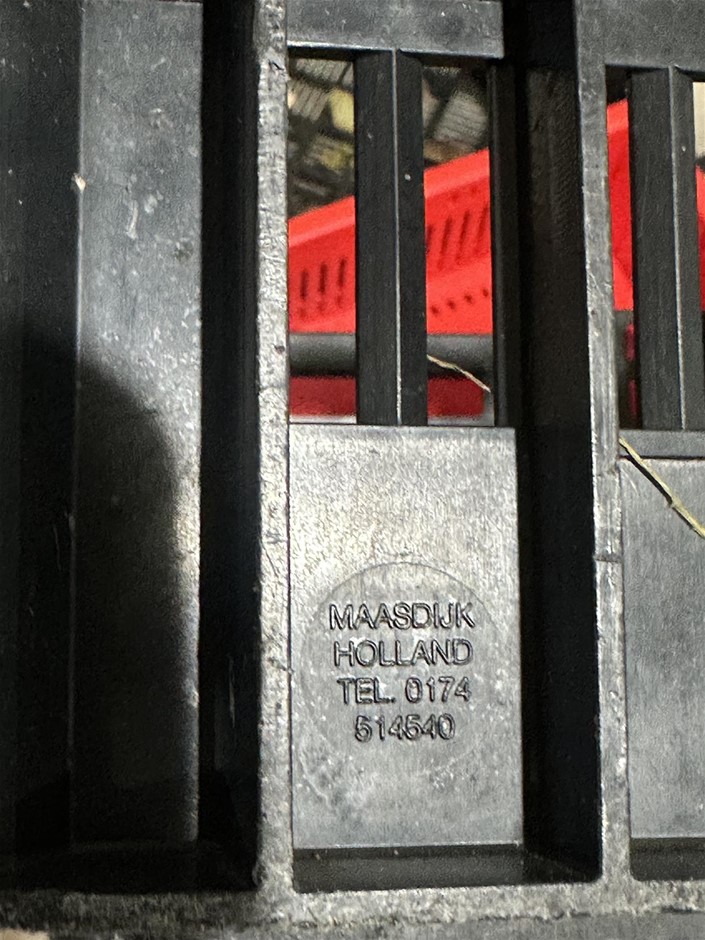 MAASDIJK
HOLLAND
TEL. 0174
514540